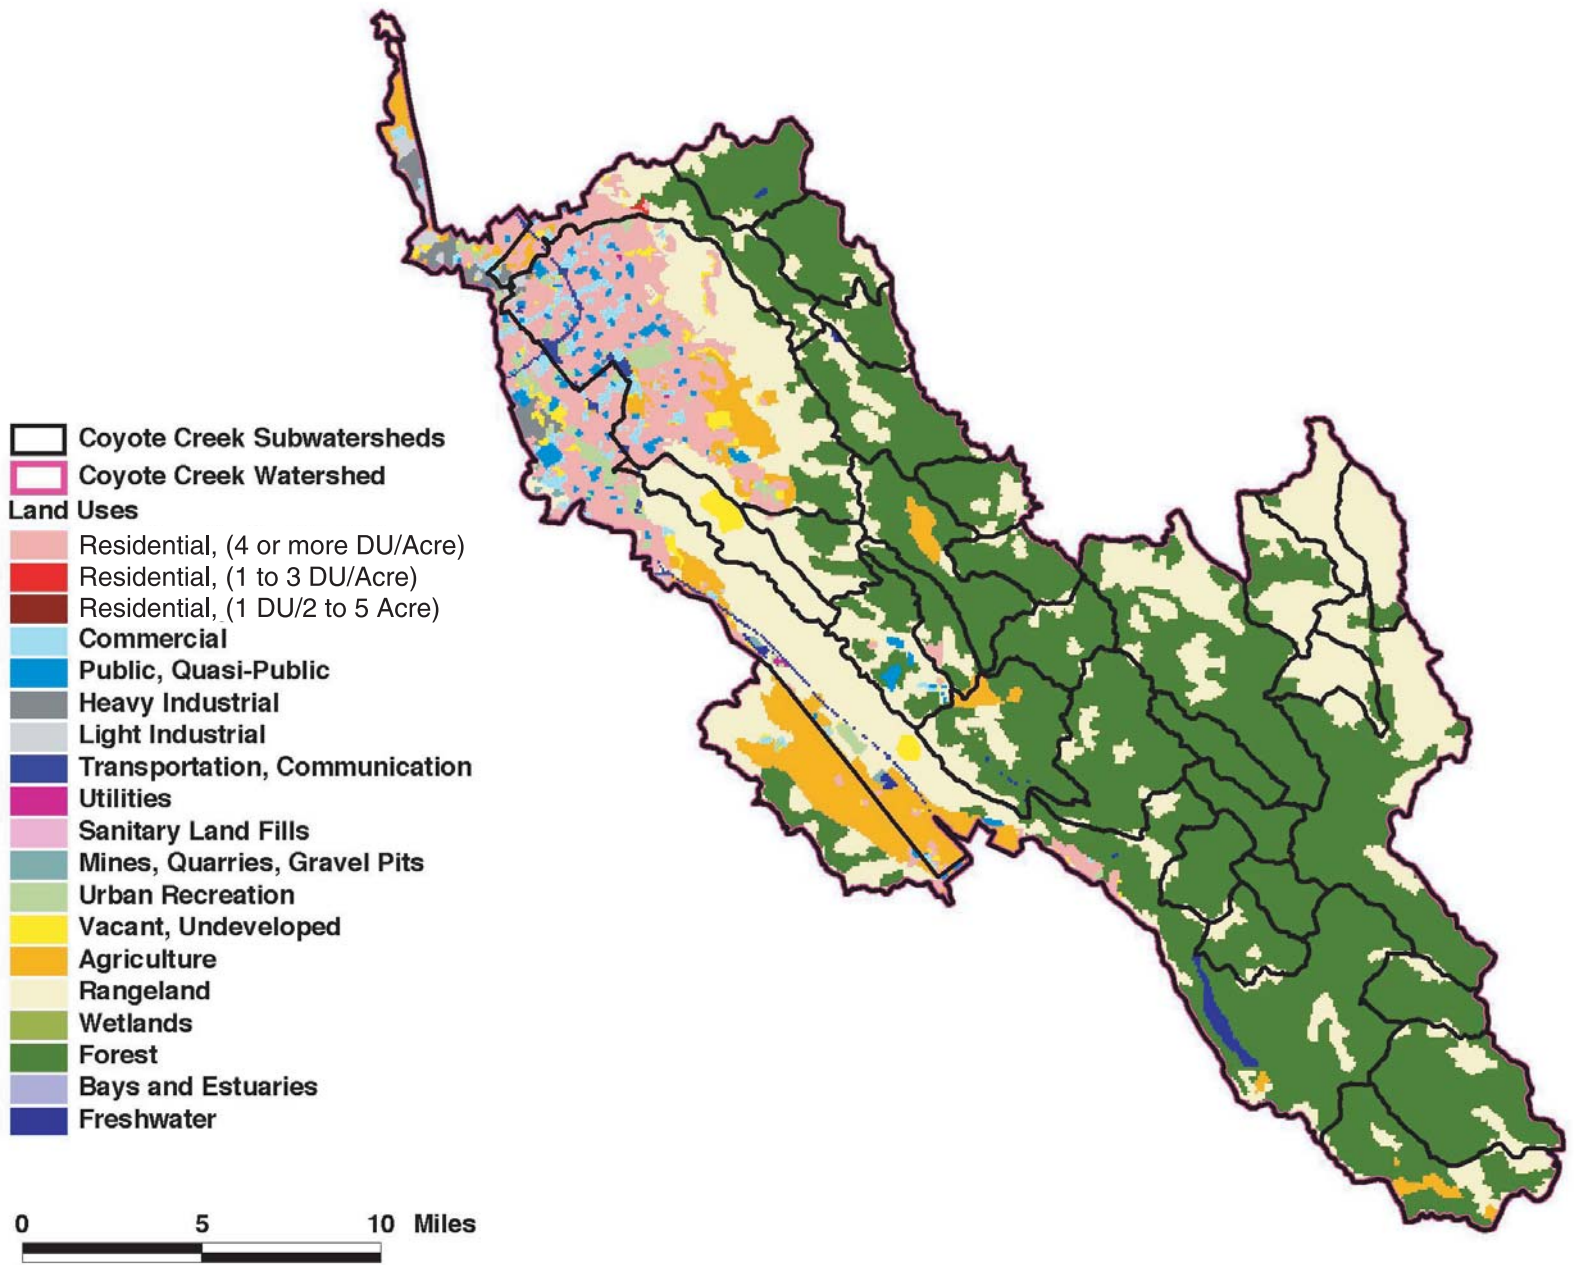 Coyote Creek Subwatersheds
Coyote Creek Watershed
Land Uses
Residential, (4 or more DU/Acre)
Residential, (1 to 3 DU/Acre)
Residential, (1 DU/2 to 5 Acre)
Commercial
Public, Quasi-Public
Heavy Industrial
Light Industrial
Transportation, Communication
Utilities
Sanitary Land Fills
Mines, Quarries, Gravel Pits
Urban Recreation
Vacant, Undeveloped
Agriculture
Rangeland
Wetlands
Forest
Bays and Estuaries
Freshwater
0 5 10 Miles